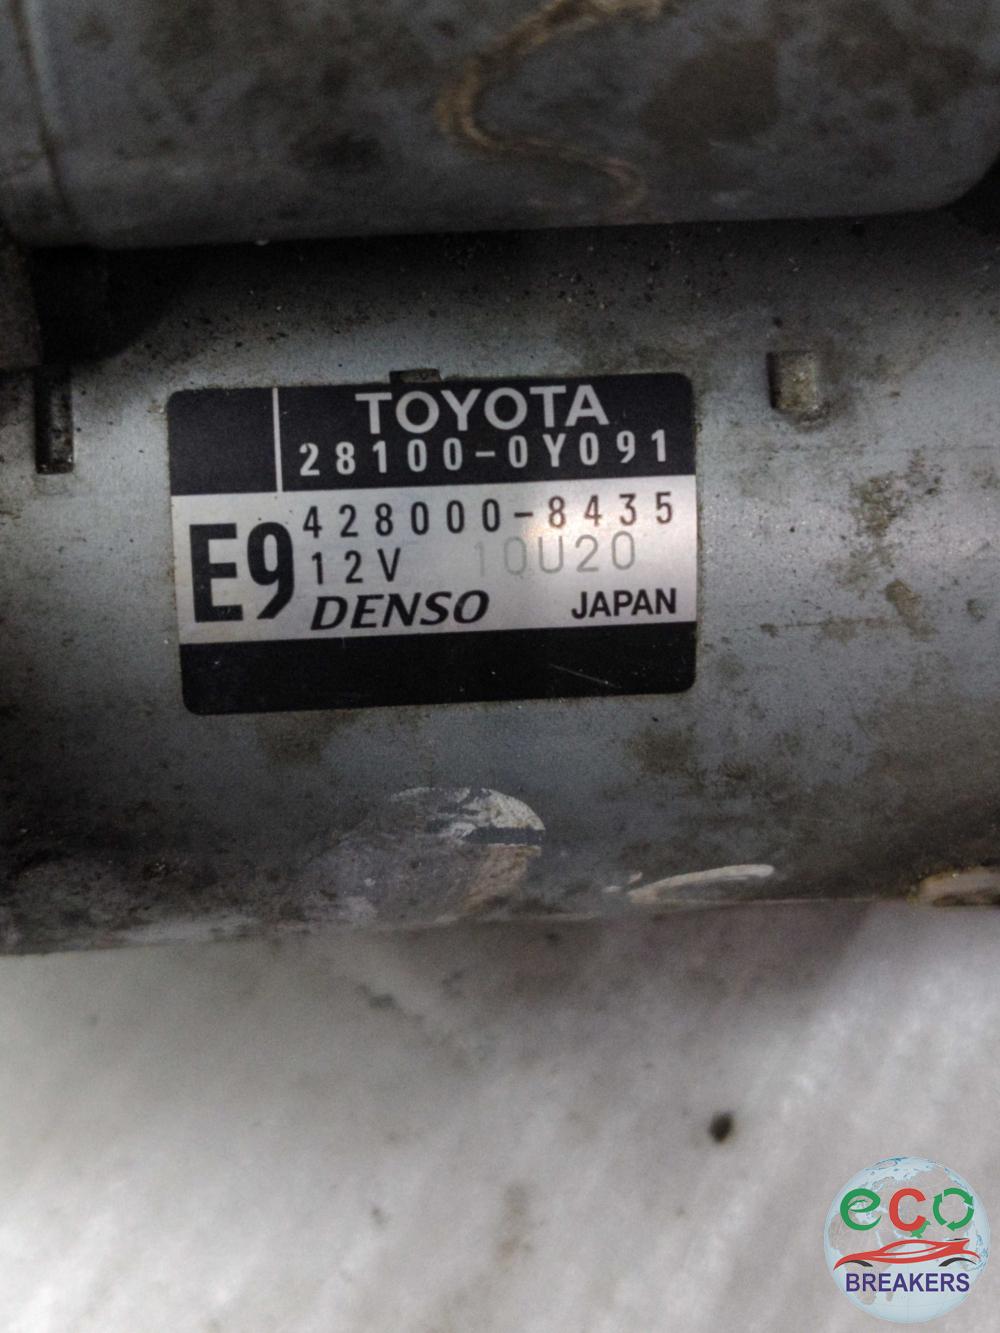 TOYOTA
28100-0Y091
E9
428000-8435
12V 10U20
DENSO JAPAN
eco
BREAKERS